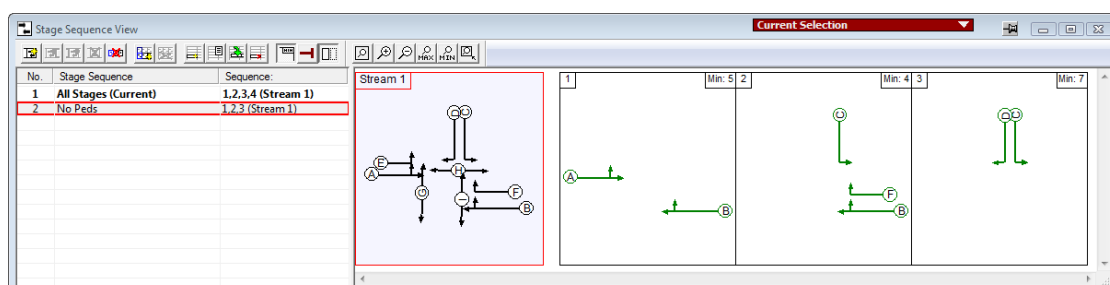 Stage Sequence View
Current Selection
MAX MIN
No. Stage Sequence Sequence:
1 All Stages (Current) 1,2,3,4 (Stream 1)
2 No Peds 1,2,3 (Stream 1)
Stream 1
D C
E
A
H
G
I
F
B
1 Min: 5
A
B
2 Min: 4
C
F
B
3 Min: 7
D C